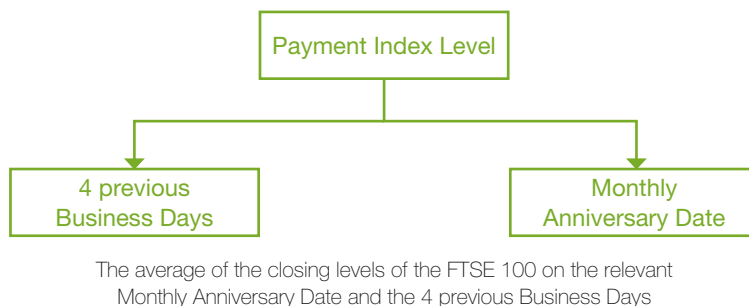 Payment Index Level
4 previous
Business Days
Monthly
Anniversary Date
The average of the closing levels of the FTSE 100 on the relevant
Monthly Anniversary Date and the 4 previous Business Days